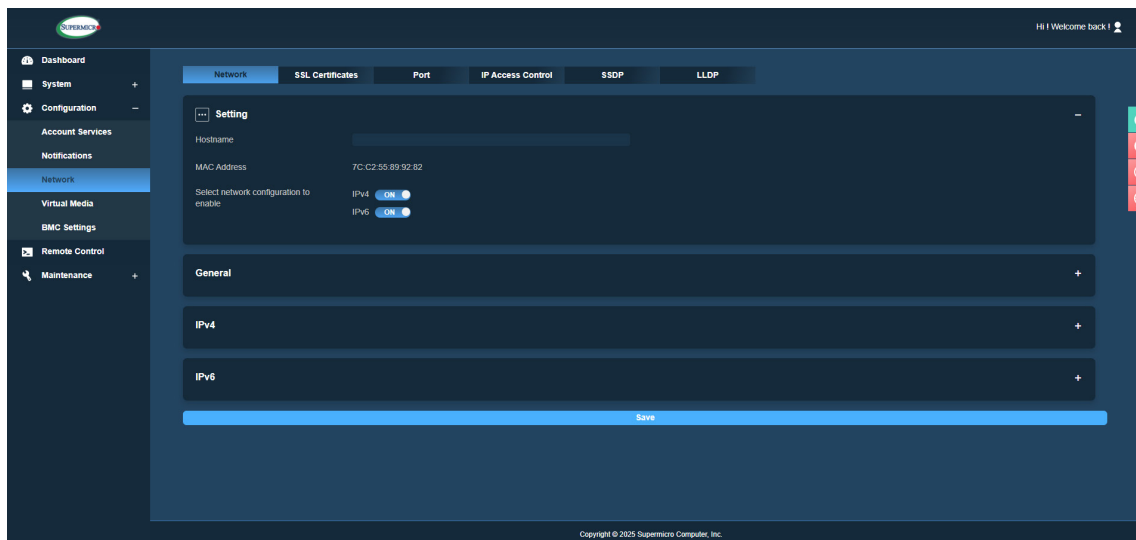 SUPERMICRO
Hi ! Welcome back !
Dashboard
System +
Configuration −
Account Services
Notifications
Network
Virtual Media
BMC Settings
Remote Control
Maintenance +
Network SSL Certificates Port IP Access Control SSDP LLDP
Setting −
Hostname
MAC Address 7C:C2:55:89:92:82
Select network configuration to
enable
IPv4 ON
IPv6 ON
General +
IPv4 +
IPv6 +
Save
Copyright © 2025 Supermicro Computer, Inc.